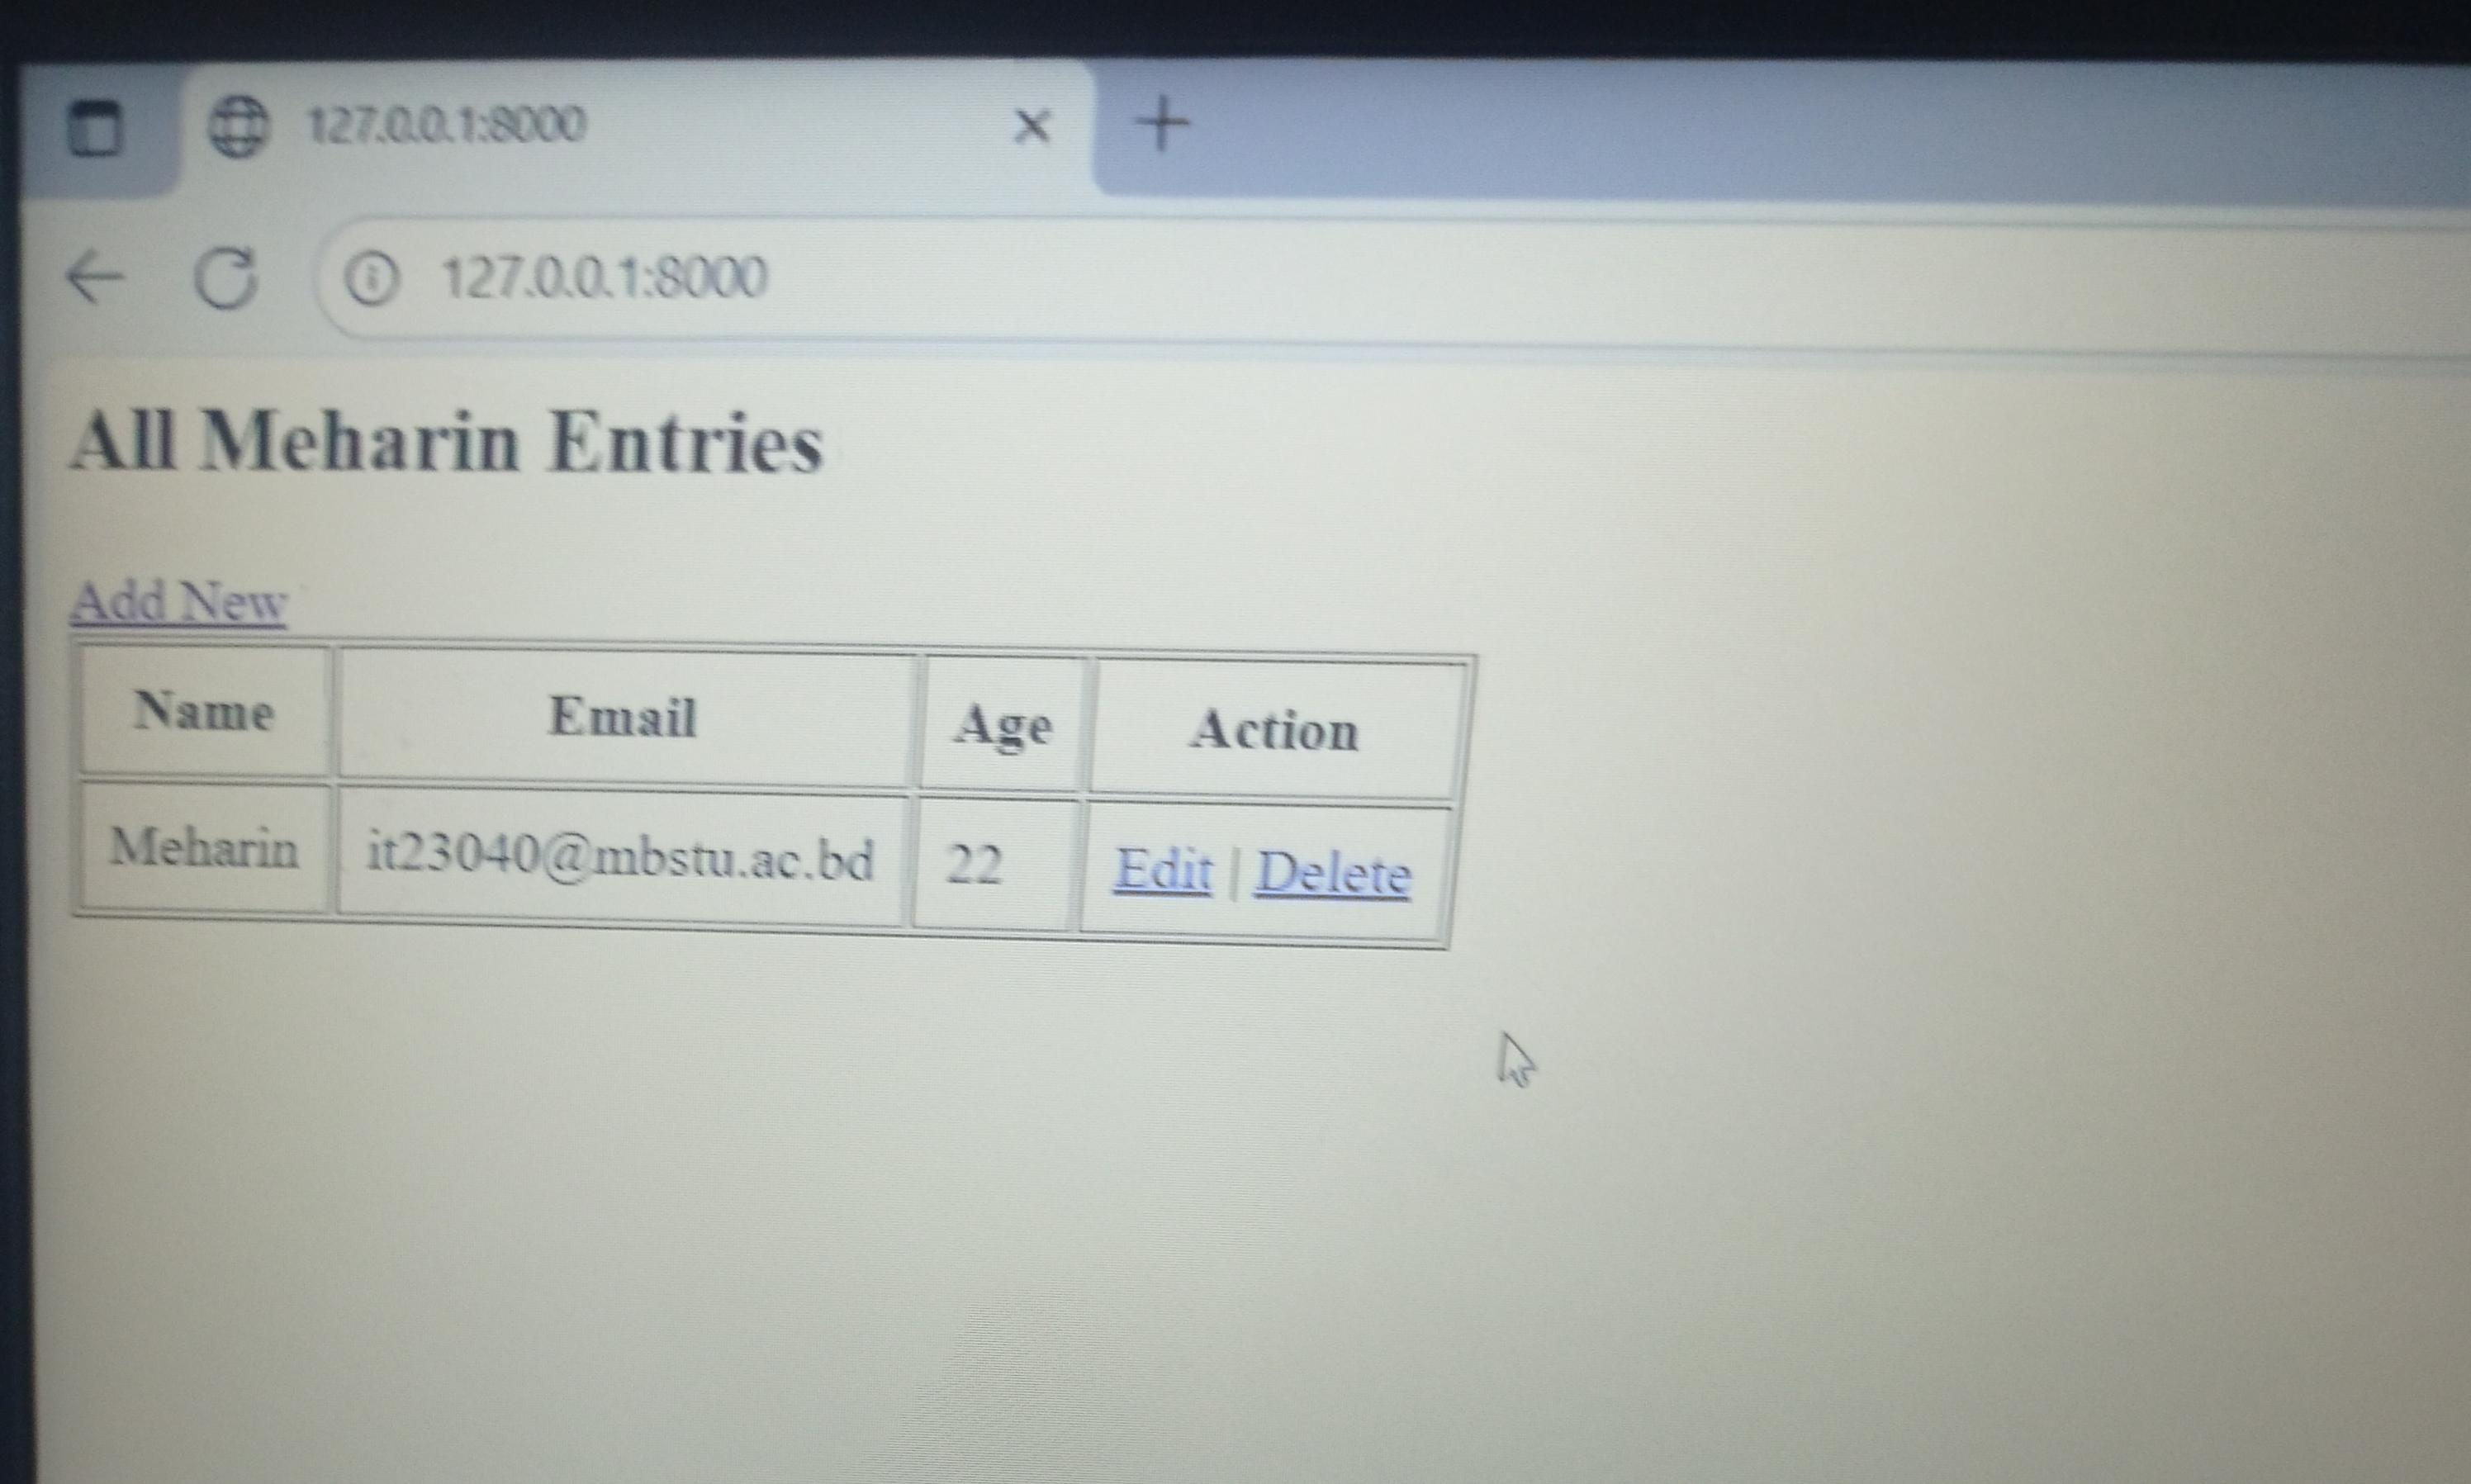 127.0.0.1:8000
127.0.0.1:8000
All Meharin Entries
Add New
Name Email Age Action
Meharin it23040@mbstu.ac.bd 22 Edit | Delete